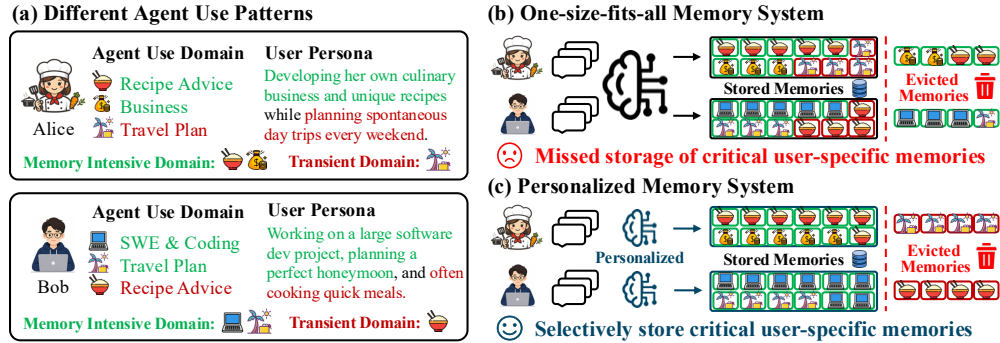 (a) Different Agent Use Patterns
Agent Use Domain
Recipe Advice
Business
Travel Plan
Alice
User Persona
Developing her own culinary
business and unique recipes
while planning spontaneous
day trips every weekend.
Memory Intensive Domain:
Transient Domain:
Agent Use Domain
SWE & Coding
Travel Plan
Recipe Advice
Bob
User Persona
Working on a large software
dev project, planning a
perfect honeymoon, and often
cooking quick meals.
Memory Intensive Domain:
Transient Domain:
(b) One-size-fits-all Memory System
Stored Memories
Evicted
Memories
Missed storage of critical user-specific memories
(c) Personalized Memory System
Personalized
Stored Memories
Evicted
Memories
Selectively store critical user-specific memories